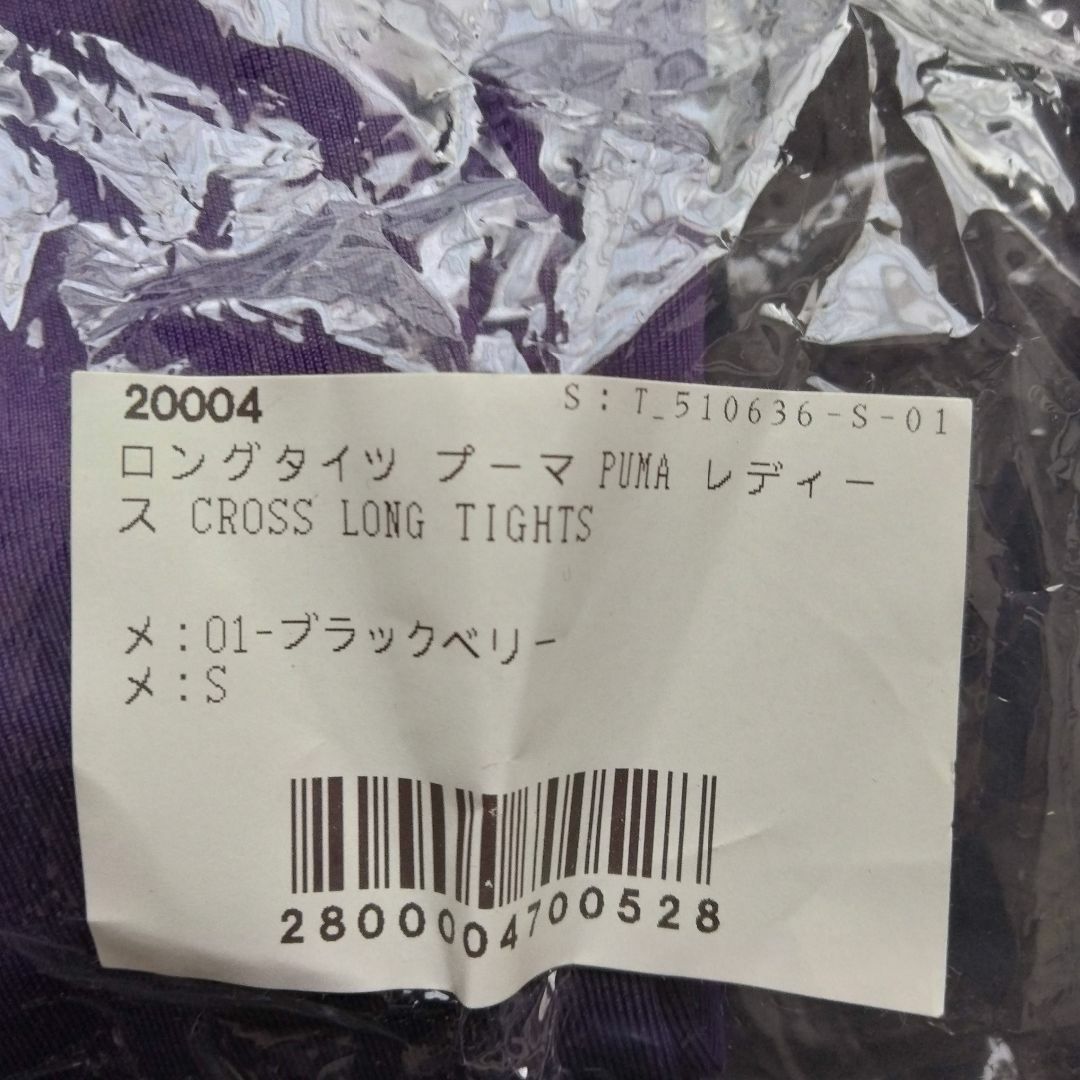 20004 S:T_510636-S-01
ロングタイツ プーマ PUMA レディー
ス CROSS LONG TIGHTS
メ:01-ブラックベリー
メ:S
2800004700528